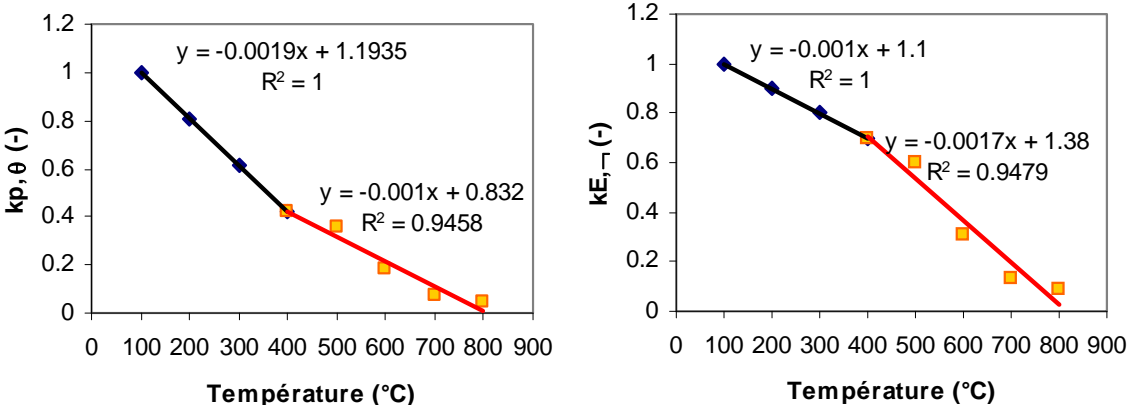 1.2
1
0.8
0.6
0.4
0.2
0
kp,θ (-)
y = -0.0019x + 1.1935
R² = 1
y = -0.001x + 0.832
R² = 0.9458
0 100 200 300 400 500 600 700 800 900
Température (°C)
1.2
1.0
0.8
0.6
0.4
0.2
0.0
kE,¬ (-)
y = -0.001x + 1.1
R² = 1
y = -0.0017x + 1.38
R² = 0.9479
0 100 200 300 400 500 600 700 800 900
Température (°C)